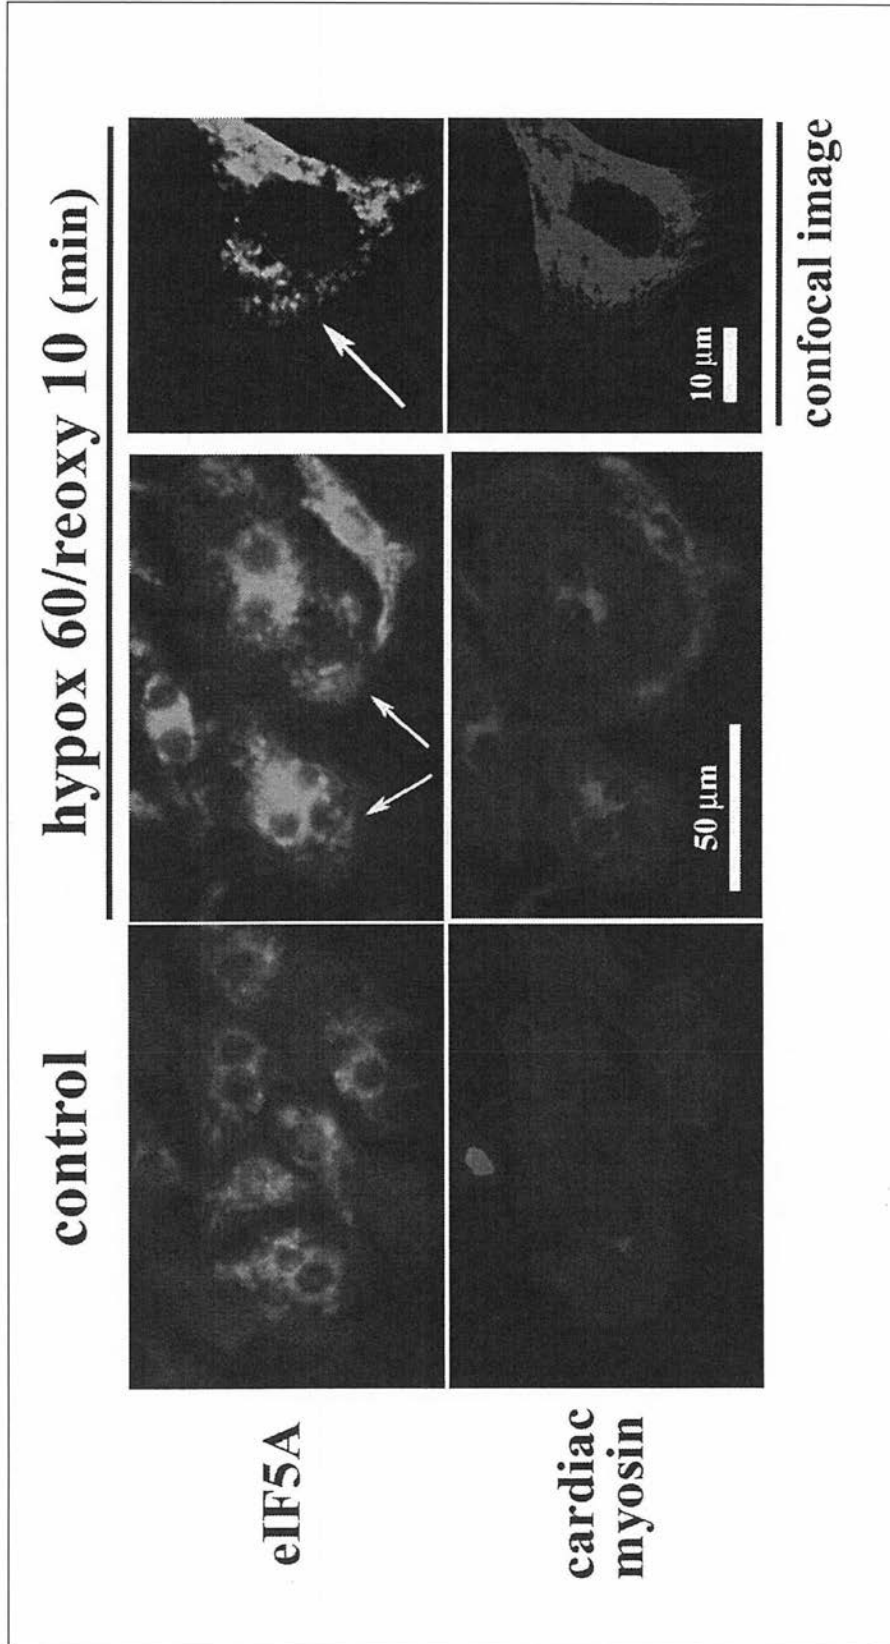 control
hypox 60/reoxy 10 (min)
eIF5A
cardiac
myosin
50 μm
10 μm
confocal image